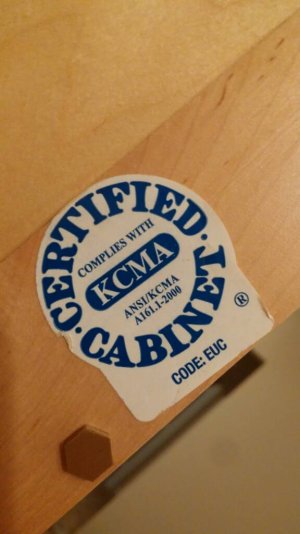 CERTIFIED
COMPLIES WITH
KCMA
ANSI/KCMA
A161.1-2000
CABINET
®
CODE: EUC